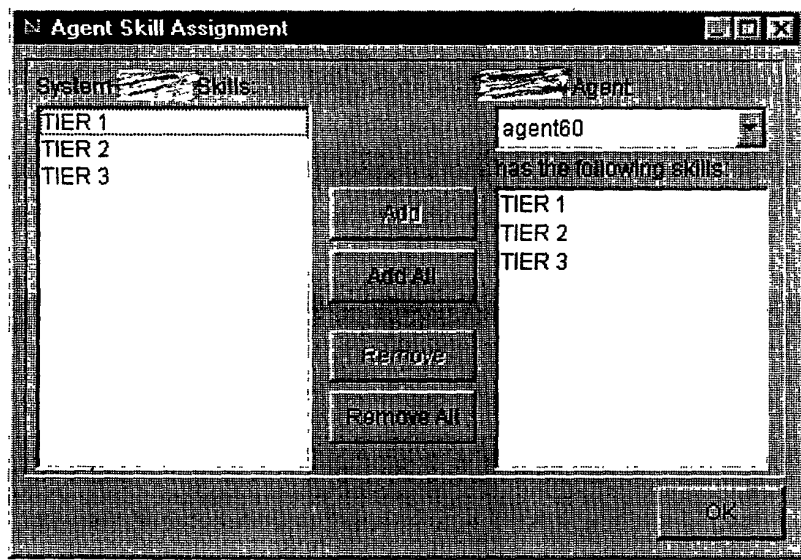 Agent Skill Assignment
System Skills:
TIER 1
TIER 2
TIER 3
Add
Add All
Remove
Remove All
Agent
agent60
has the following skills:
TIER 1
TIER 2
TIER 3
OK